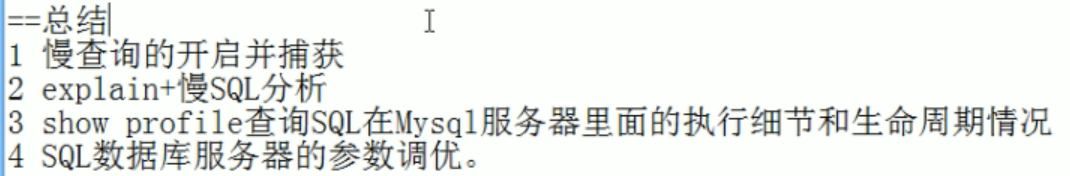 ==总结
1 慢查询的开启并捕获
2 explain+慢SQL分析
3 show profile查询SQL在Mysql服务器里面的执行细节和生命周期情况
4 SQL数据库服务器的参数调优。